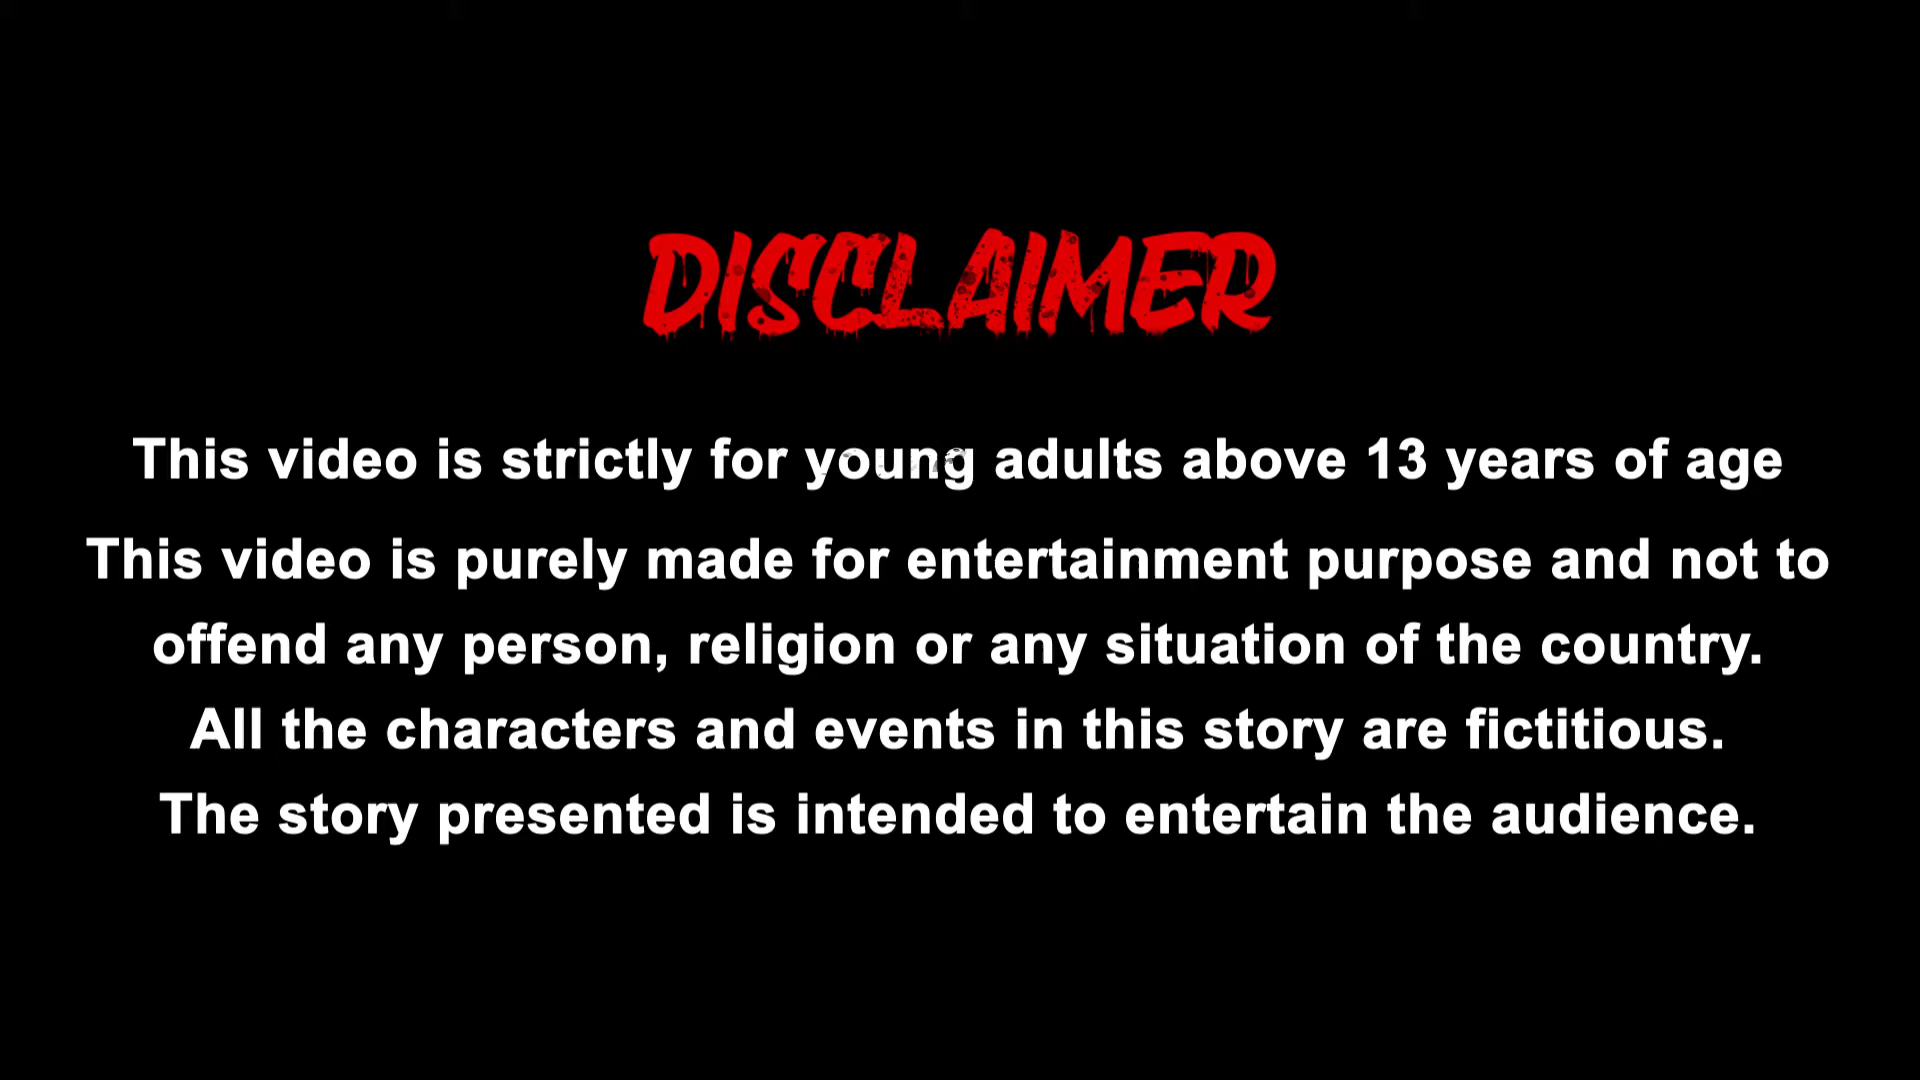 DISCLAIMER
This video is strictly for young adults above 13 years of age
This video is purely made for entertainment purpose and not to
offend any person, religion or any situation of the country.
All the characters and events in this story are fictitious.
The story presented is intended to entertain the audience.